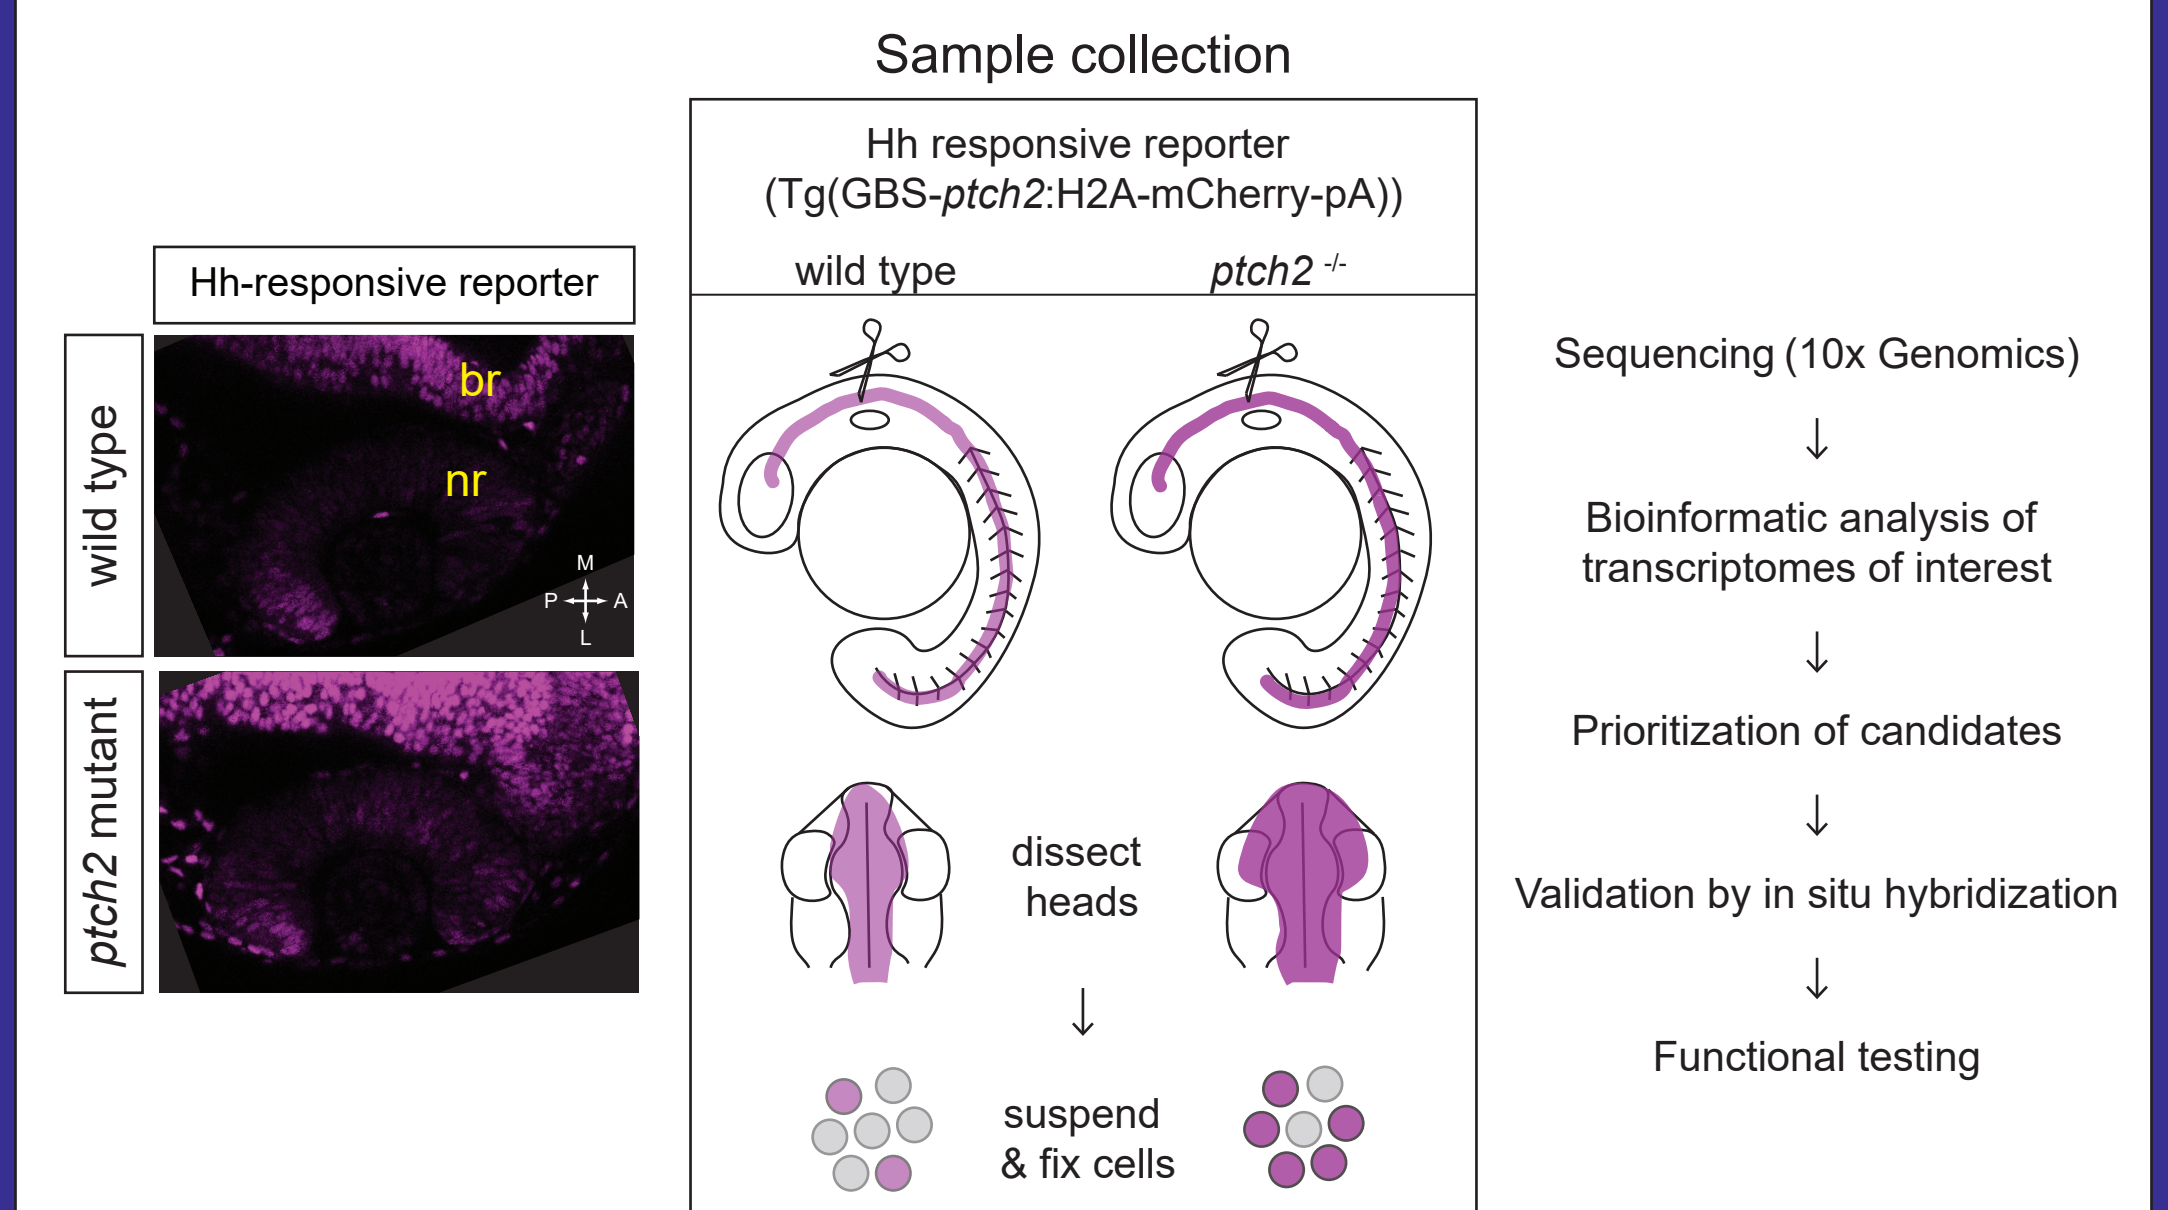 Sample collection
Hh-responsive reporter
wild type
br
nr
M
P A
L
ptch2 mutant
Hh responsive reporter
(Tg(GBS-ptch2:H2A-mCherry-pA))
wild type
ptch2 -/-
dissect
heads
suspend
& fix cells
Sequencing (10x Genomics)
↓
Bioinformatic analysis of
transcriptomes of interest
↓
Prioritization of candidates
↓
Validation by in situ hybridization
↓
Functional testing